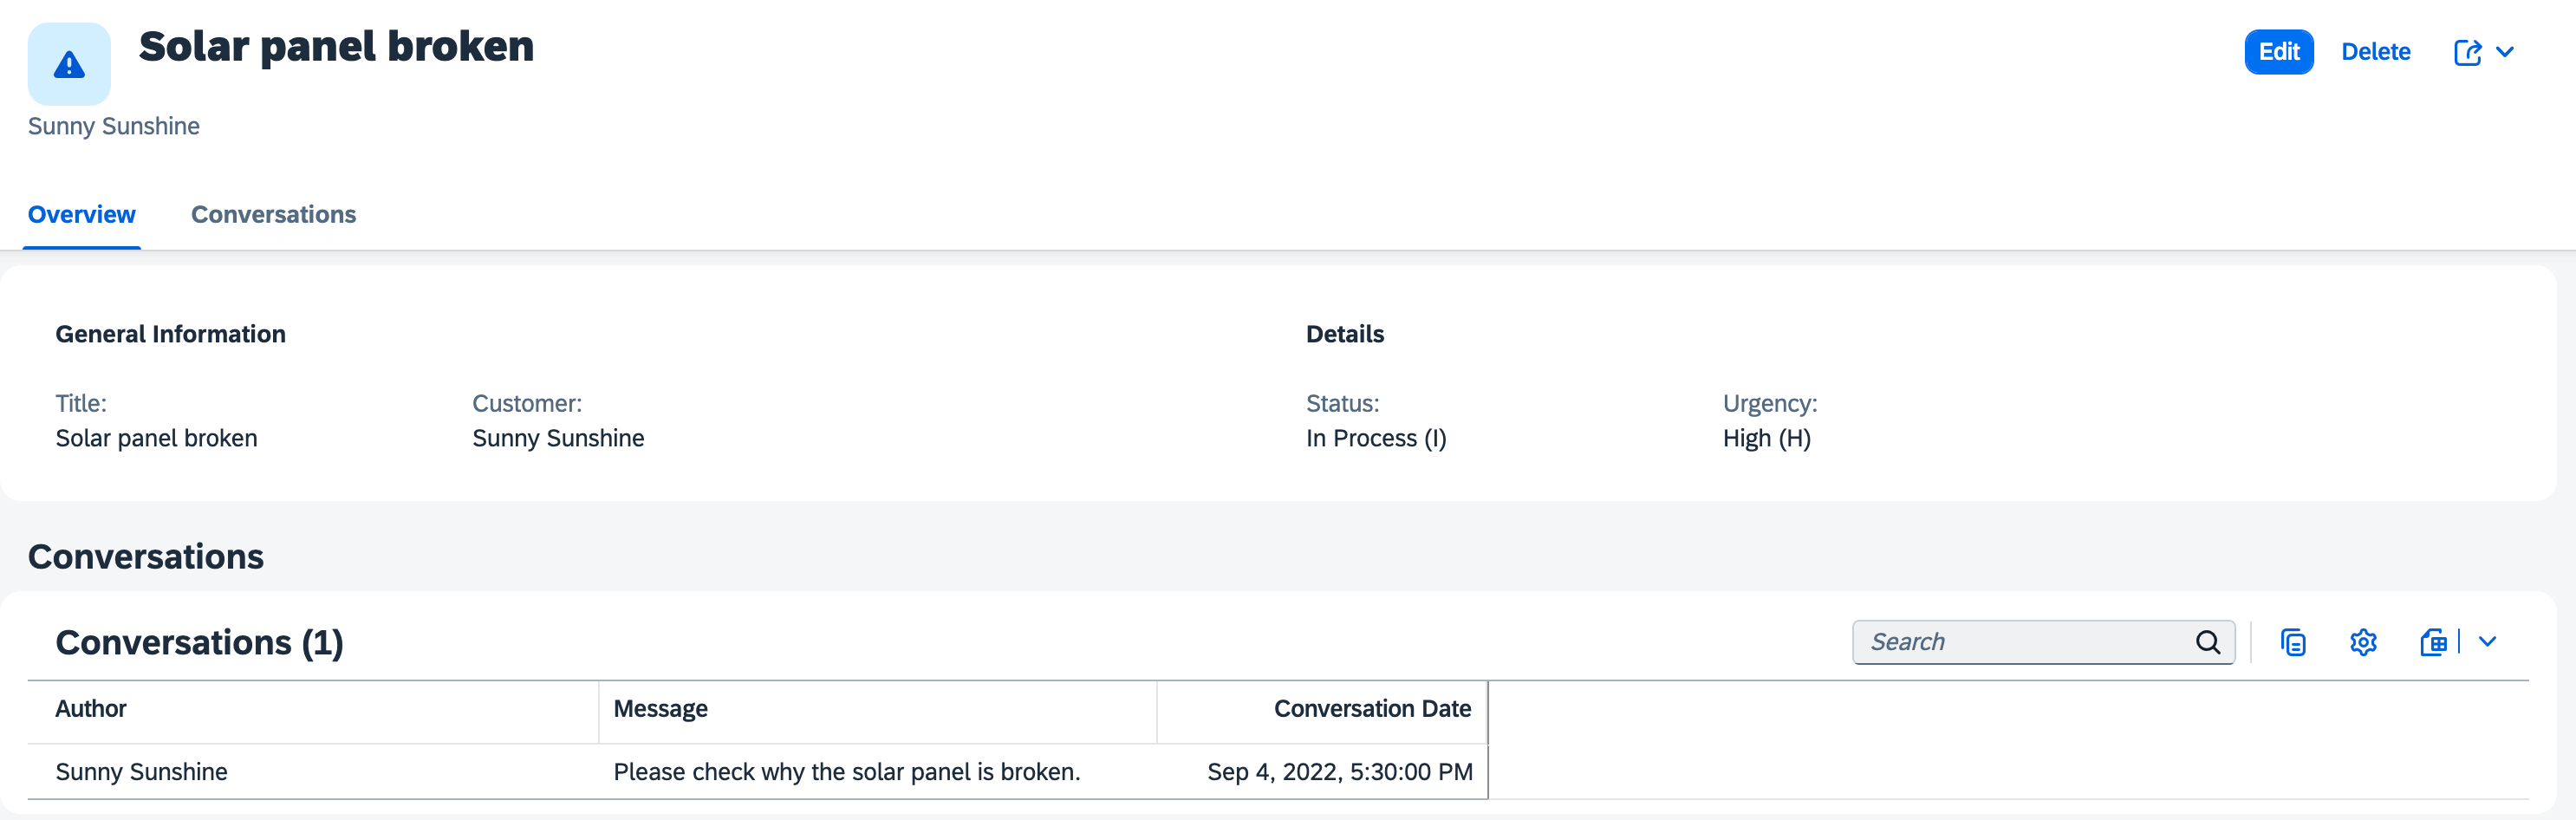 Solar panel broken
Edit
Delete
Sunny Sunshine
Overview
Conversations
General Information
Details
Title:
Customer:
Status:
Urgency:
Solar panel broken
Sunny Sunshine
In Process (I)
High (H)
Conversations
Conversations (1)
Search
Author
Message
Conversation Date
Sunny Sunshine
Please check why the solar panel is broken.
Sep 4, 2022, 5:30:00 PM